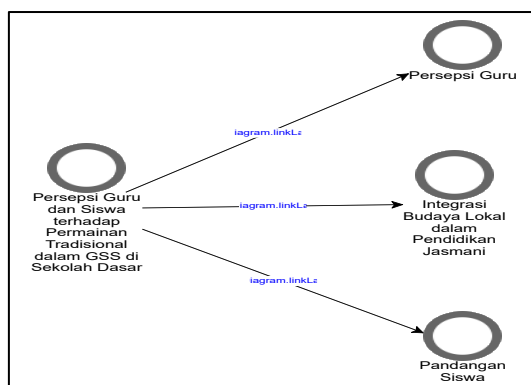 Persepsi Guru
iagram.linkLa
Persepsi Guru
dan Siswa
terhadap
Permainan
Tradisional
dalam GSS di
Sekolah Dasar
iagram.linkLa
Integrasi
Budaya Lokal
dalam
Pendidikan
Jasmani
iagram.linkLa
Pandangan
Siswa